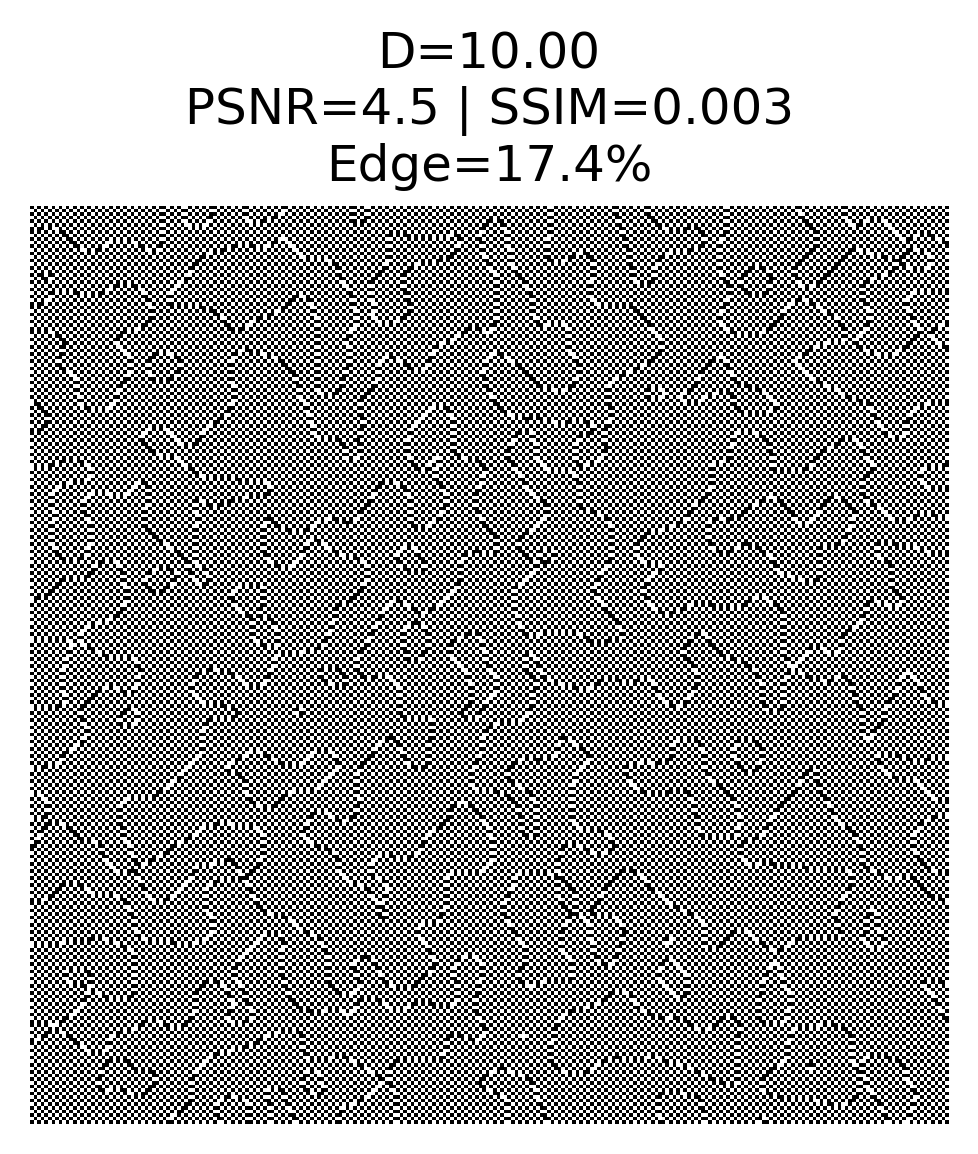 D=10.00
PSNR=4.5 | SSIM=0.003
Edge=17.4%